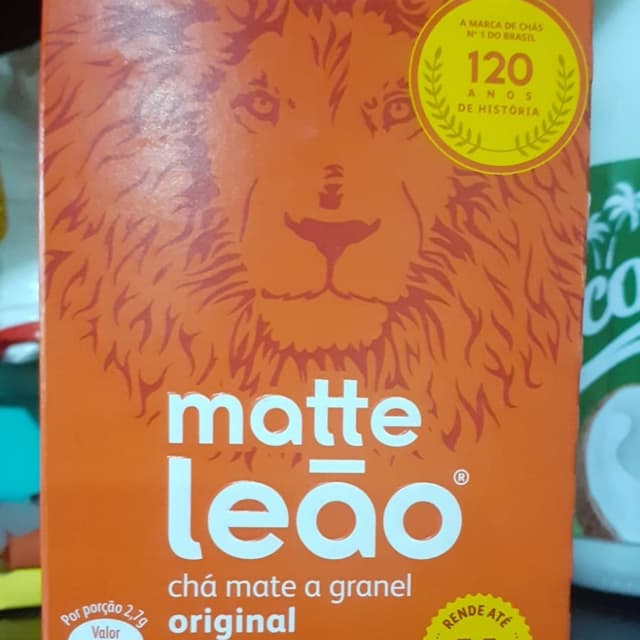 A MARCA DE CHÁS
Nº 1 DO BRASIL
120
ANOS
DE HISTÓRIA
matte
leão®
chá mate a granel
original
Por porção 2,7g
Valor
RENDE ATÉ
co